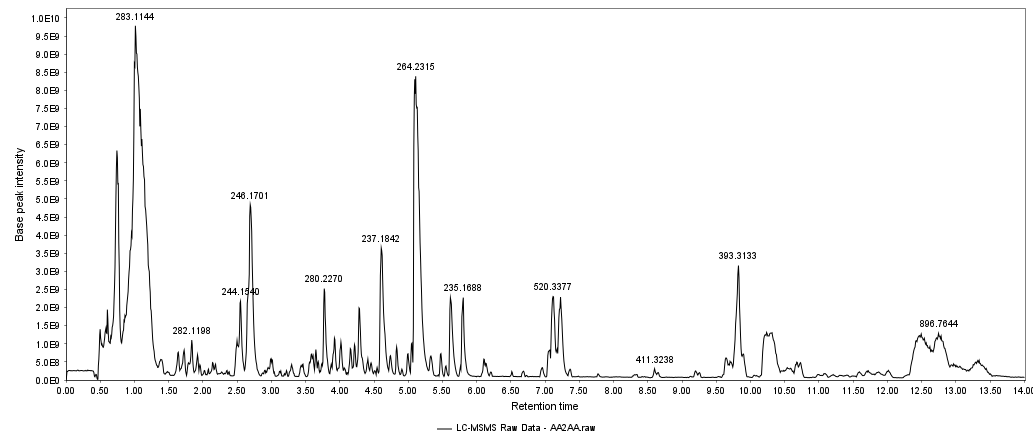 Base peak intensity
1.0E10
9.5E9
9.0E9
8.5E9
8.0E9
7.5E9
7.0E9
6.5E9
6.0E9
5.5E9
5.0E9
4.5E9
4.0E9
3.5E9
3.0E9
2.5E9
2.0E9
1.5E9
1.0E9
5.0E8
0.0E0
283.1144
264.2315
246.1701
237.1842
393.3133
280.2270
244.1540
235.1688
520.3377
282.1198
896.7644
411.3238
0.00 0.50 1.00 1.50 2.00 2.50 3.00 3.50 4.00 4.50 5.00 5.50 6.00 6.50 7.00 7.50 8.00 8.50 9.00 9.50 10.00 10.50 11.00 11.50 12.00 12.50 13.00 13.50 14.00
Retention time
LC-MSMS Raw Data - AA2AA.raw